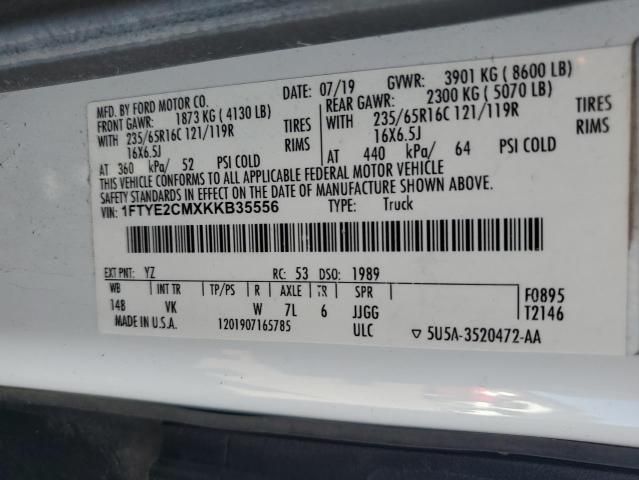 MFD. BY FORD MOTOR CO. DATE: 07/19 GVWR: 3901 KG ( 8600 LB)
FRONT GAWR: 1873 KG ( 4130 LB) REAR GAWR: 2300 KG ( 5070 LB)
WITH 235/65R16C 121/119R TIRES WITH 235/65R16C 121/119R TIRES
16X6.5J RIMS 16X6.5J RIMS
AT 360 kPa/ 52 PSI COLD AT 440 kPa/ 64 PSI COLD
THIS VEHICLE CONFORMS TO ALL APPLICABLE FEDERAL MOTOR VEHICLE
SAFETY STANDARDS IN EFFECT ON THE DATE OF MANUFACTURE SHOWN ABOVE.
VIN: 1FTYE2CMXKKB35556 TYPE: Truck
EXT PNT: YZ RC: 53 DSO: 1989
WB INT TR TP/PS R AXLE TR SPR F0895
148 VK W 7L 6 JJGG T2146
MADE IN U.S.A. 1201907165785 ULC ▽ 5U5A-3520472-AA